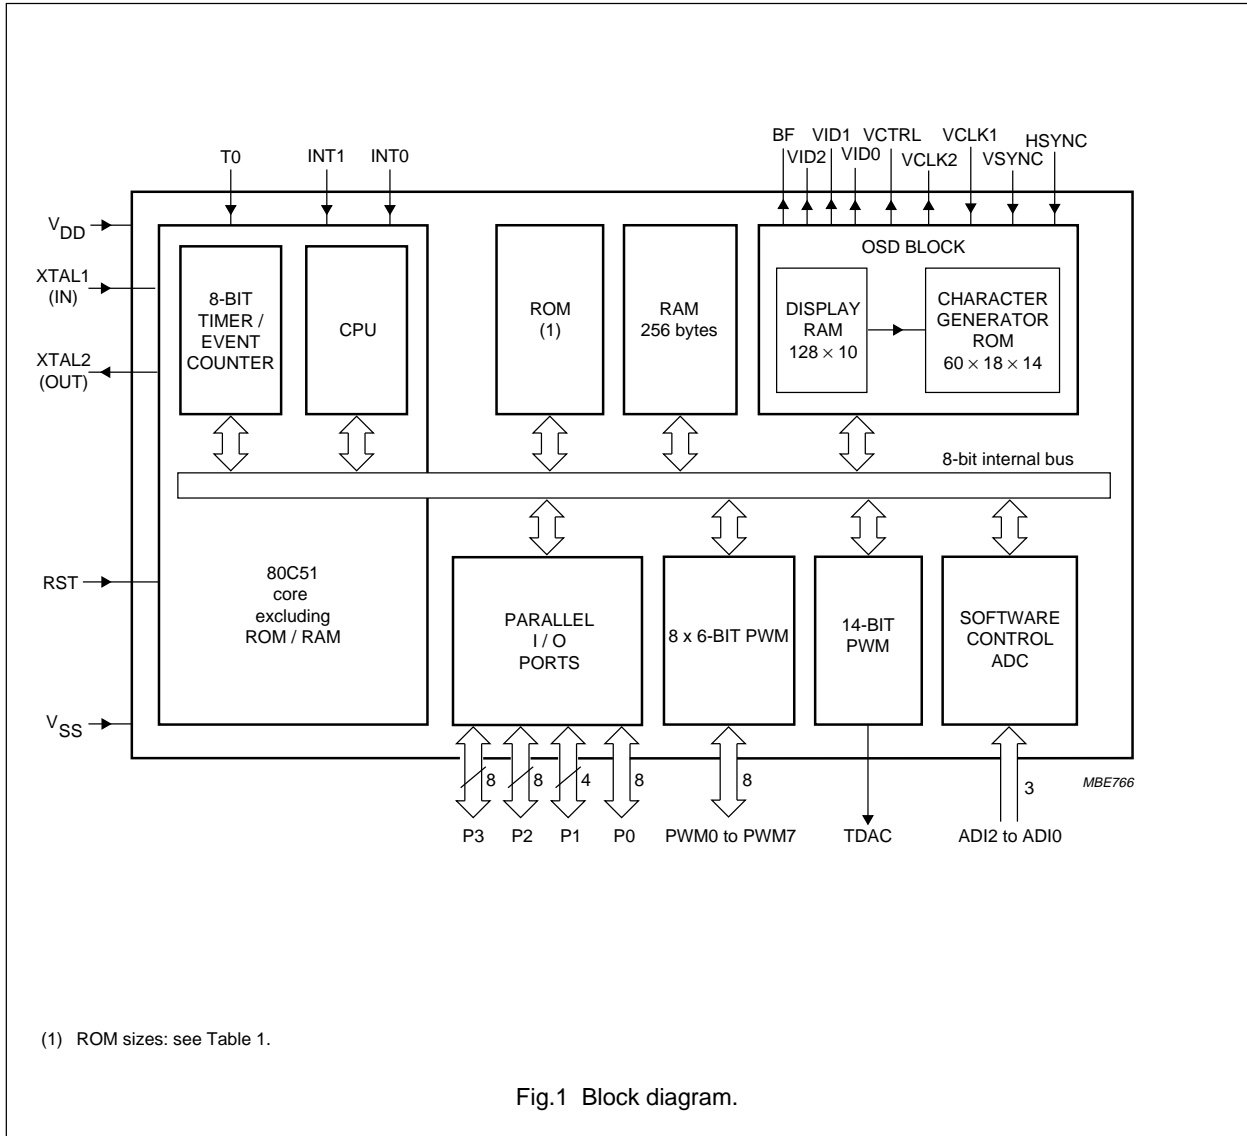 BF VID1 VCTRL VCLK1 HSYNC
VID2 VID0 VCLK2 VSYNC
T0 INT1 INT0
VDD
XTAL1
(IN)
XTAL2
(OUT)
RST
VSS
8-BIT
TIMER /
EVENT
COUNTER
CPU
ROM
(1)
RAM
256 bytes
OSD BLOCK
DISPLAY
RAM
128 × 10
CHARACTER
GENERATOR
ROM
60 × 18 × 14
8-bit internal bus
80C51
core
excluding
ROM / RAM
PARALLEL
I / O
PORTS
8 x 6-BIT PWM
14-BIT
PWM
SOFTWARE
CONTROL
ADC
8 8 4 8 8 3
MBE766
P3 P2 P1 P0 PWM0 to PWM7 TDAC ADI2 to ADI0
(1) ROM sizes: see Table 1.
Fig.1 Block diagram.